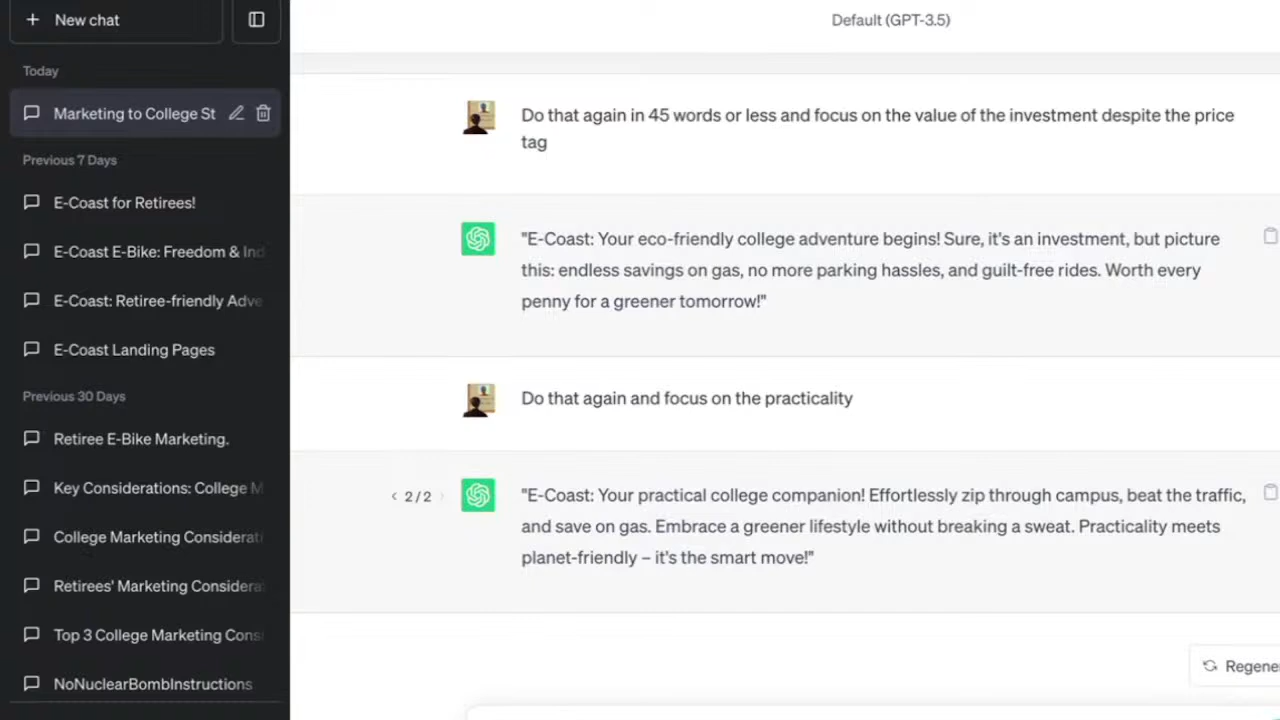 New chat
Default (GPT-3.5)
Today
Marketing to College St
Previous 7 Days
E-Coast for Retirees!
E-Coast E-Bike: Freedom & Ind
E-Coast: Retiree-friendly Adve
E-Coast Landing Pages
Previous 30 Days
Retiree E-Bike Marketing.
Key Considerations: College M
College Marketing Considerati
Retirees' Marketing Considera
Top 3 College Marketing Cons
NoNuclearBombInstructions
Do that again in 45 words or less and focus on the value of the investment despite the price
tag
"E-Coast: Your eco-friendly college adventure begins! Sure, it's an investment, but picture
this: endless savings on gas, no more parking hassles, and guilt-free rides. Worth every
penny for a greener tomorrow!"
Do that again and focus on the practicality
2/2
"E-Coast: Your practical college companion! Effortlessly zip through campus, beat the traffic,
and save on gas. Embrace a greener lifestyle without breaking a sweat. Practicality meets
planet-friendly – it's the smart move!"
Regene